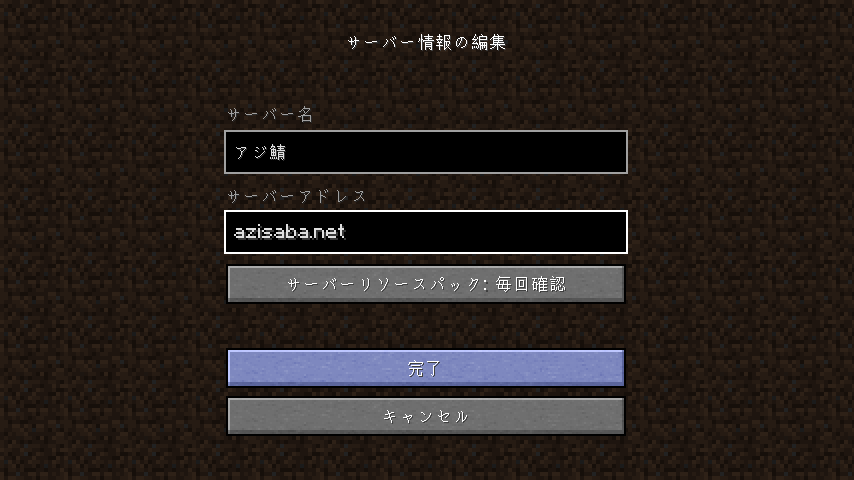 サーバー情報の編集
サーバー名
アジ鯖
サーバーアドレス
azisaba.net
サーバーリソースパック: 毎回確認
完了
キャンセル